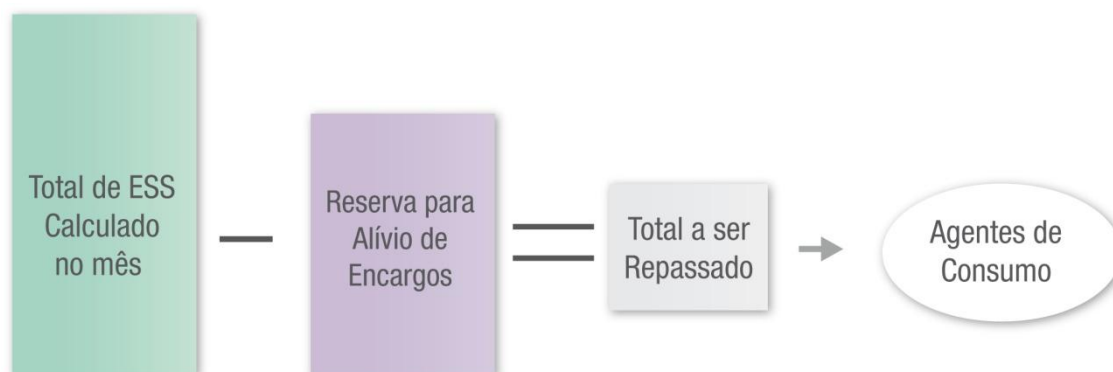 Total de ESS
Calculado
no mês
Reserva para
Alívio de
Encargos
Total a ser
Repassado
Agentes de
Consumo